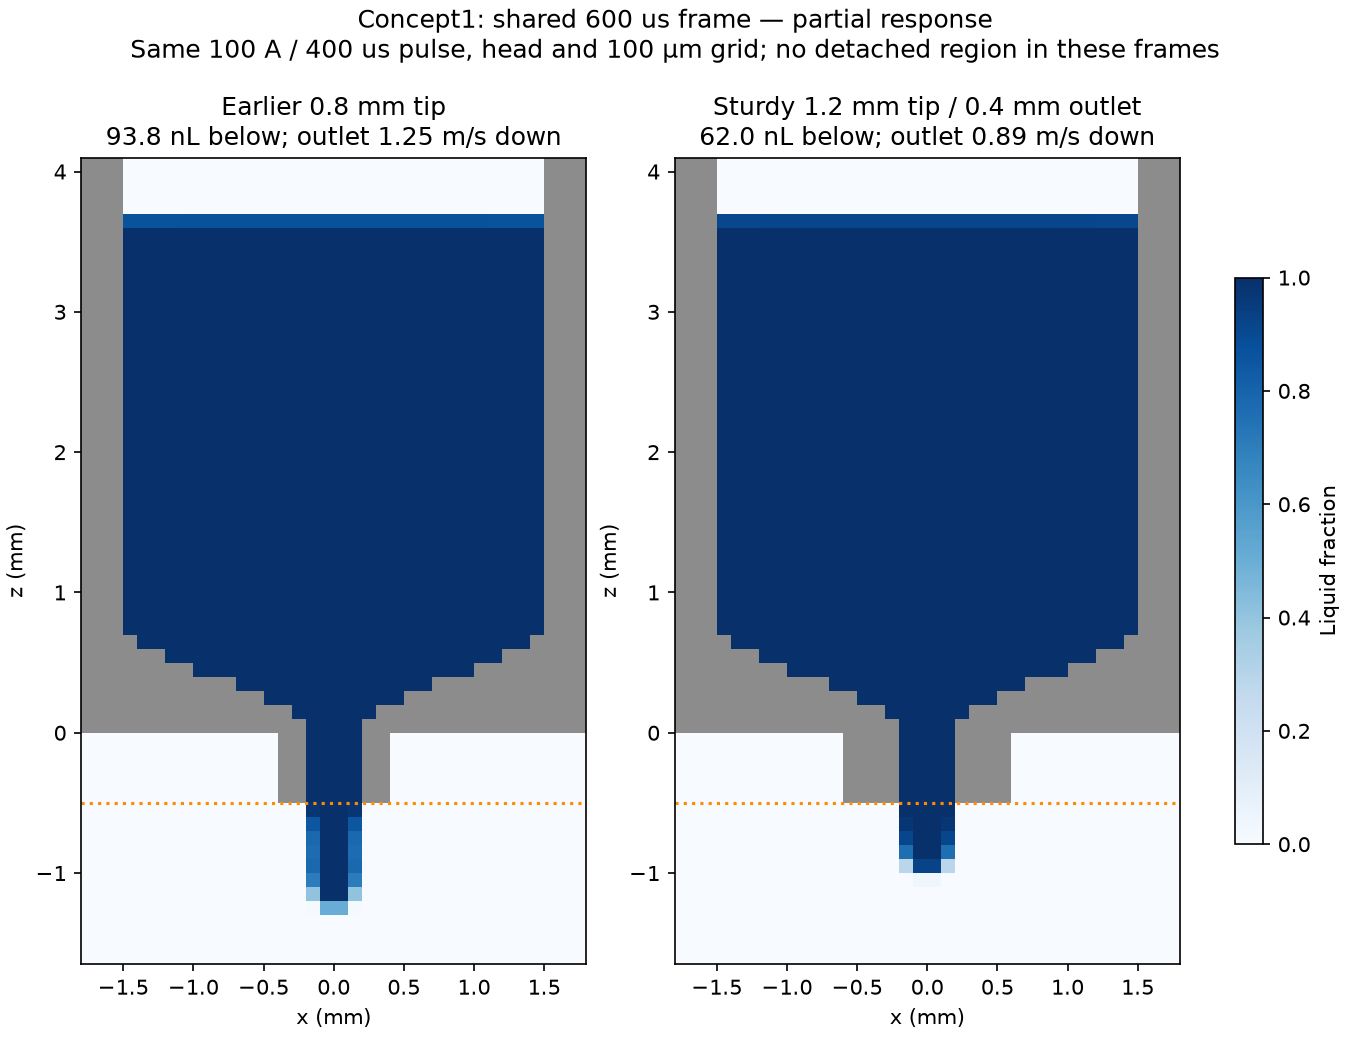 Concept1: shared 600 us frame — partial response
Same 100 A / 400 us pulse, head and 100 µm grid; no detached region in these frames
Earlier 0.8 mm tip
93.8 nL below; outlet 1.25 m/s down
Sturdy 1.2 mm tip / 0.4 mm outlet
62.0 nL below; outlet 0.89 m/s down
4
3
2
1
0
−1
z (mm)
−1.5 −1.0 −0.5 0.0 0.5 1.0 1.5
x (mm)
4
3
2
1
0
−1
z (mm)
−1.5 −1.0 −0.5 0.0 0.5 1.0 1.5
x (mm)
1.0
0.8
0.6
0.4
0.2
0.0
Liquid fraction